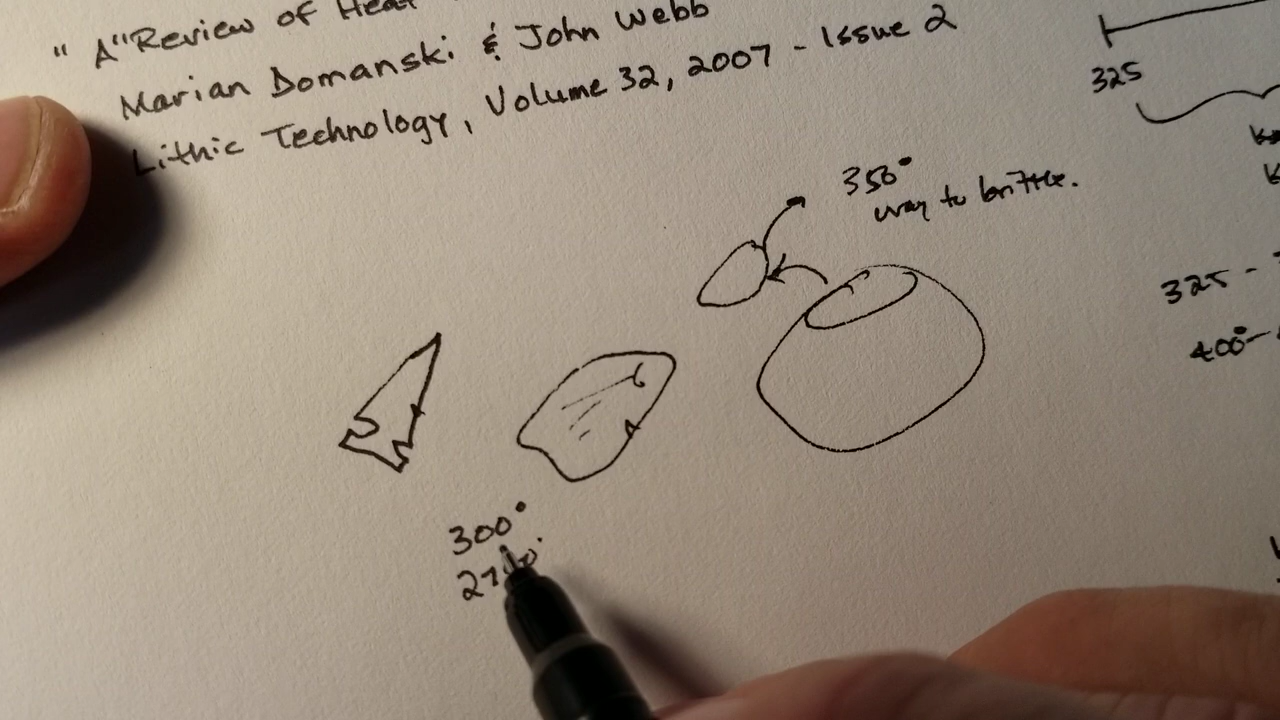 " A" Review of Heat
Marian Domanski & John Webb
Lithic Technology, Volume 32, 2007 - Issue 2
325
350°
way to brittle.
325 -
400° -
300°